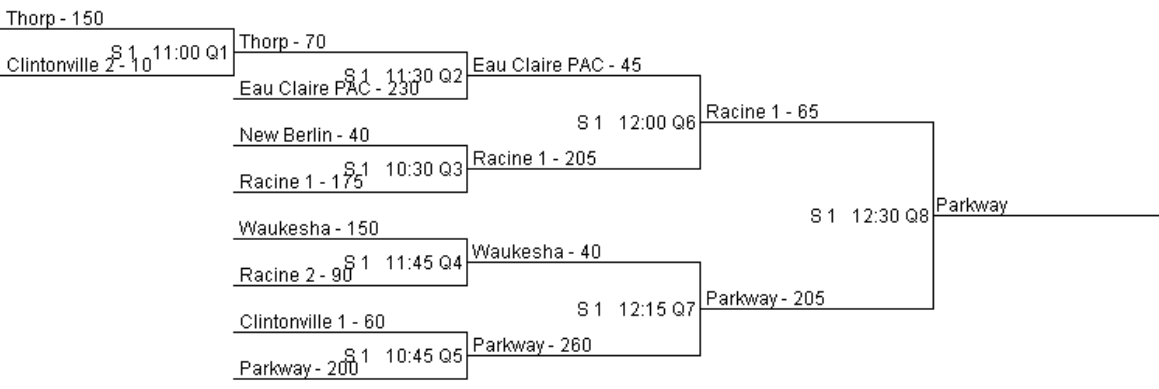 Thorp - 150
S 1 11:00 Q1
Clintonville 2 - 10
Thorp - 70
S 1 11:30 Q2
Eau Claire PAC - 230
New Berlin - 40
S 1 10:30 Q3
Racine 1 - 175
Waukesha - 150
S 1 11:45 Q4
Racine 2 - 90
Clintonville 1 - 60
S 1 10:45 Q5
Parkway - 200
Eau Claire PAC - 45
S 1 12:00 Q6
Racine 1 - 205
Waukesha - 40
S 1 12:15 Q7
Parkway - 260
Racine 1 - 65
S 1 12:30 Q8
Parkway - 205
Parkway